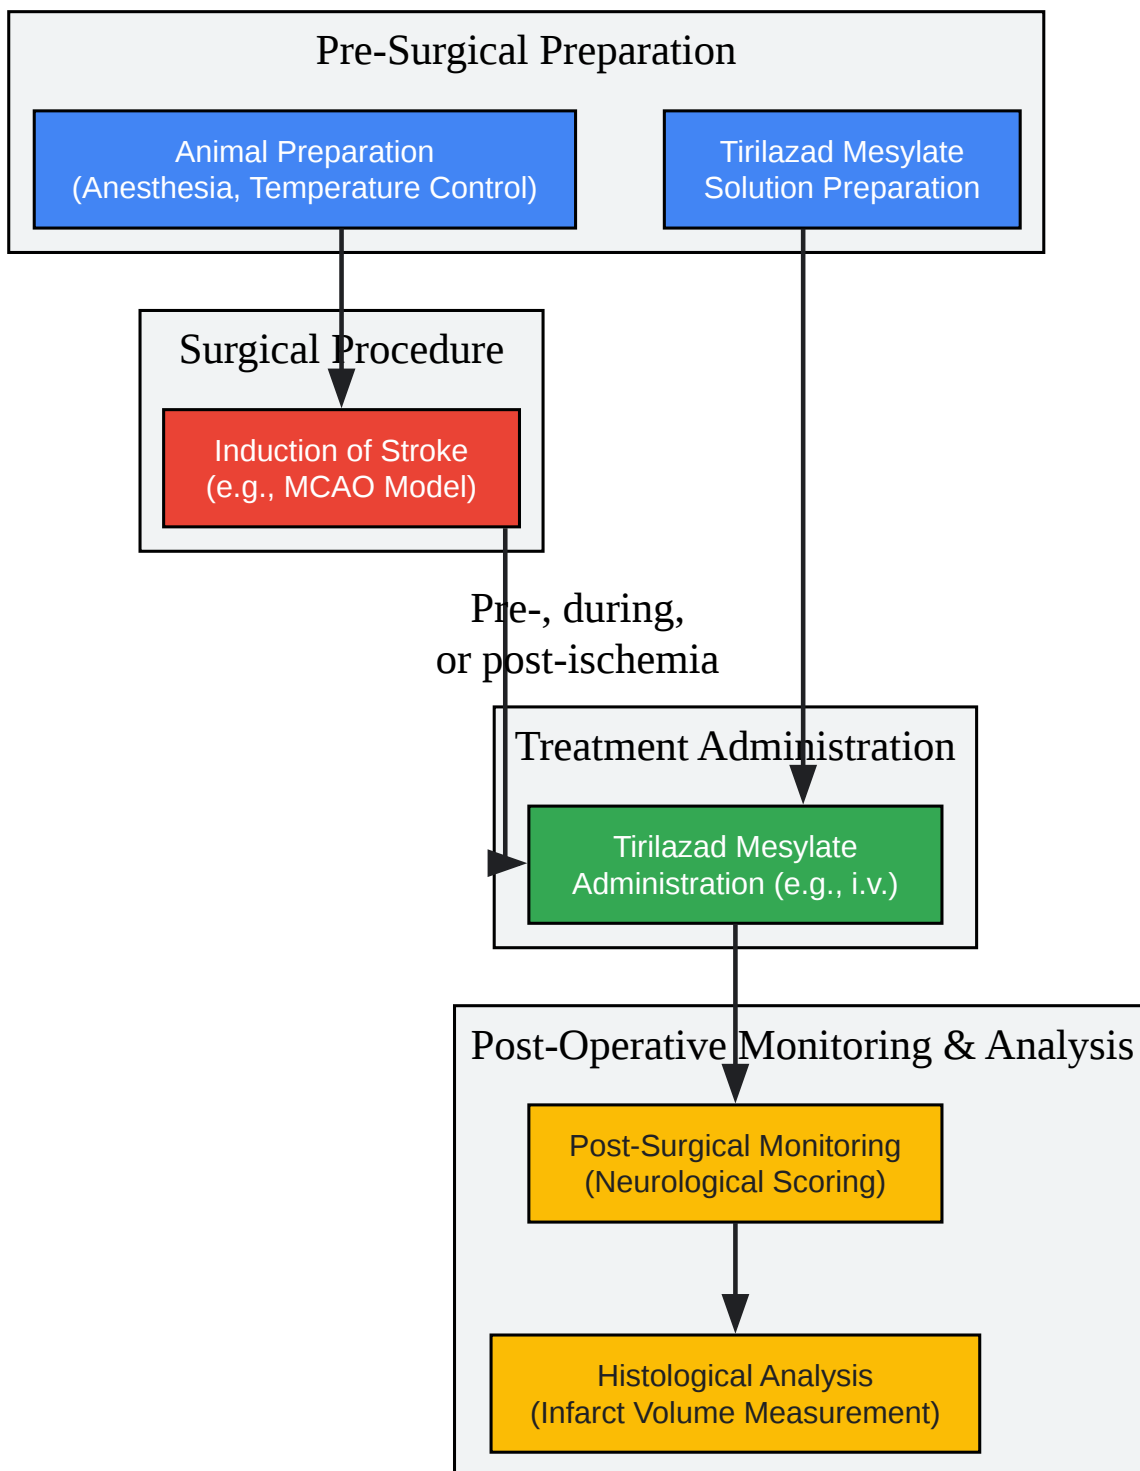 Pre-Surgical Preparation
Animal Preparation
(Anesthesia, Temperature Control)
Tirilazad Mesylate
Solution Preparation
Surgical Procedure
Induction of Stroke
(e.g., MCAO Model)
Pre-, during,
or post-ischemia
Treatment Administration
Tirilazad Mesylate
Administration (e.g., i.v.)
Post-Operative Monitoring & Analysis
Post-Surgical Monitoring
(Neurological Scoring)
Histological Analysis
(Infarct Volume Measurement)